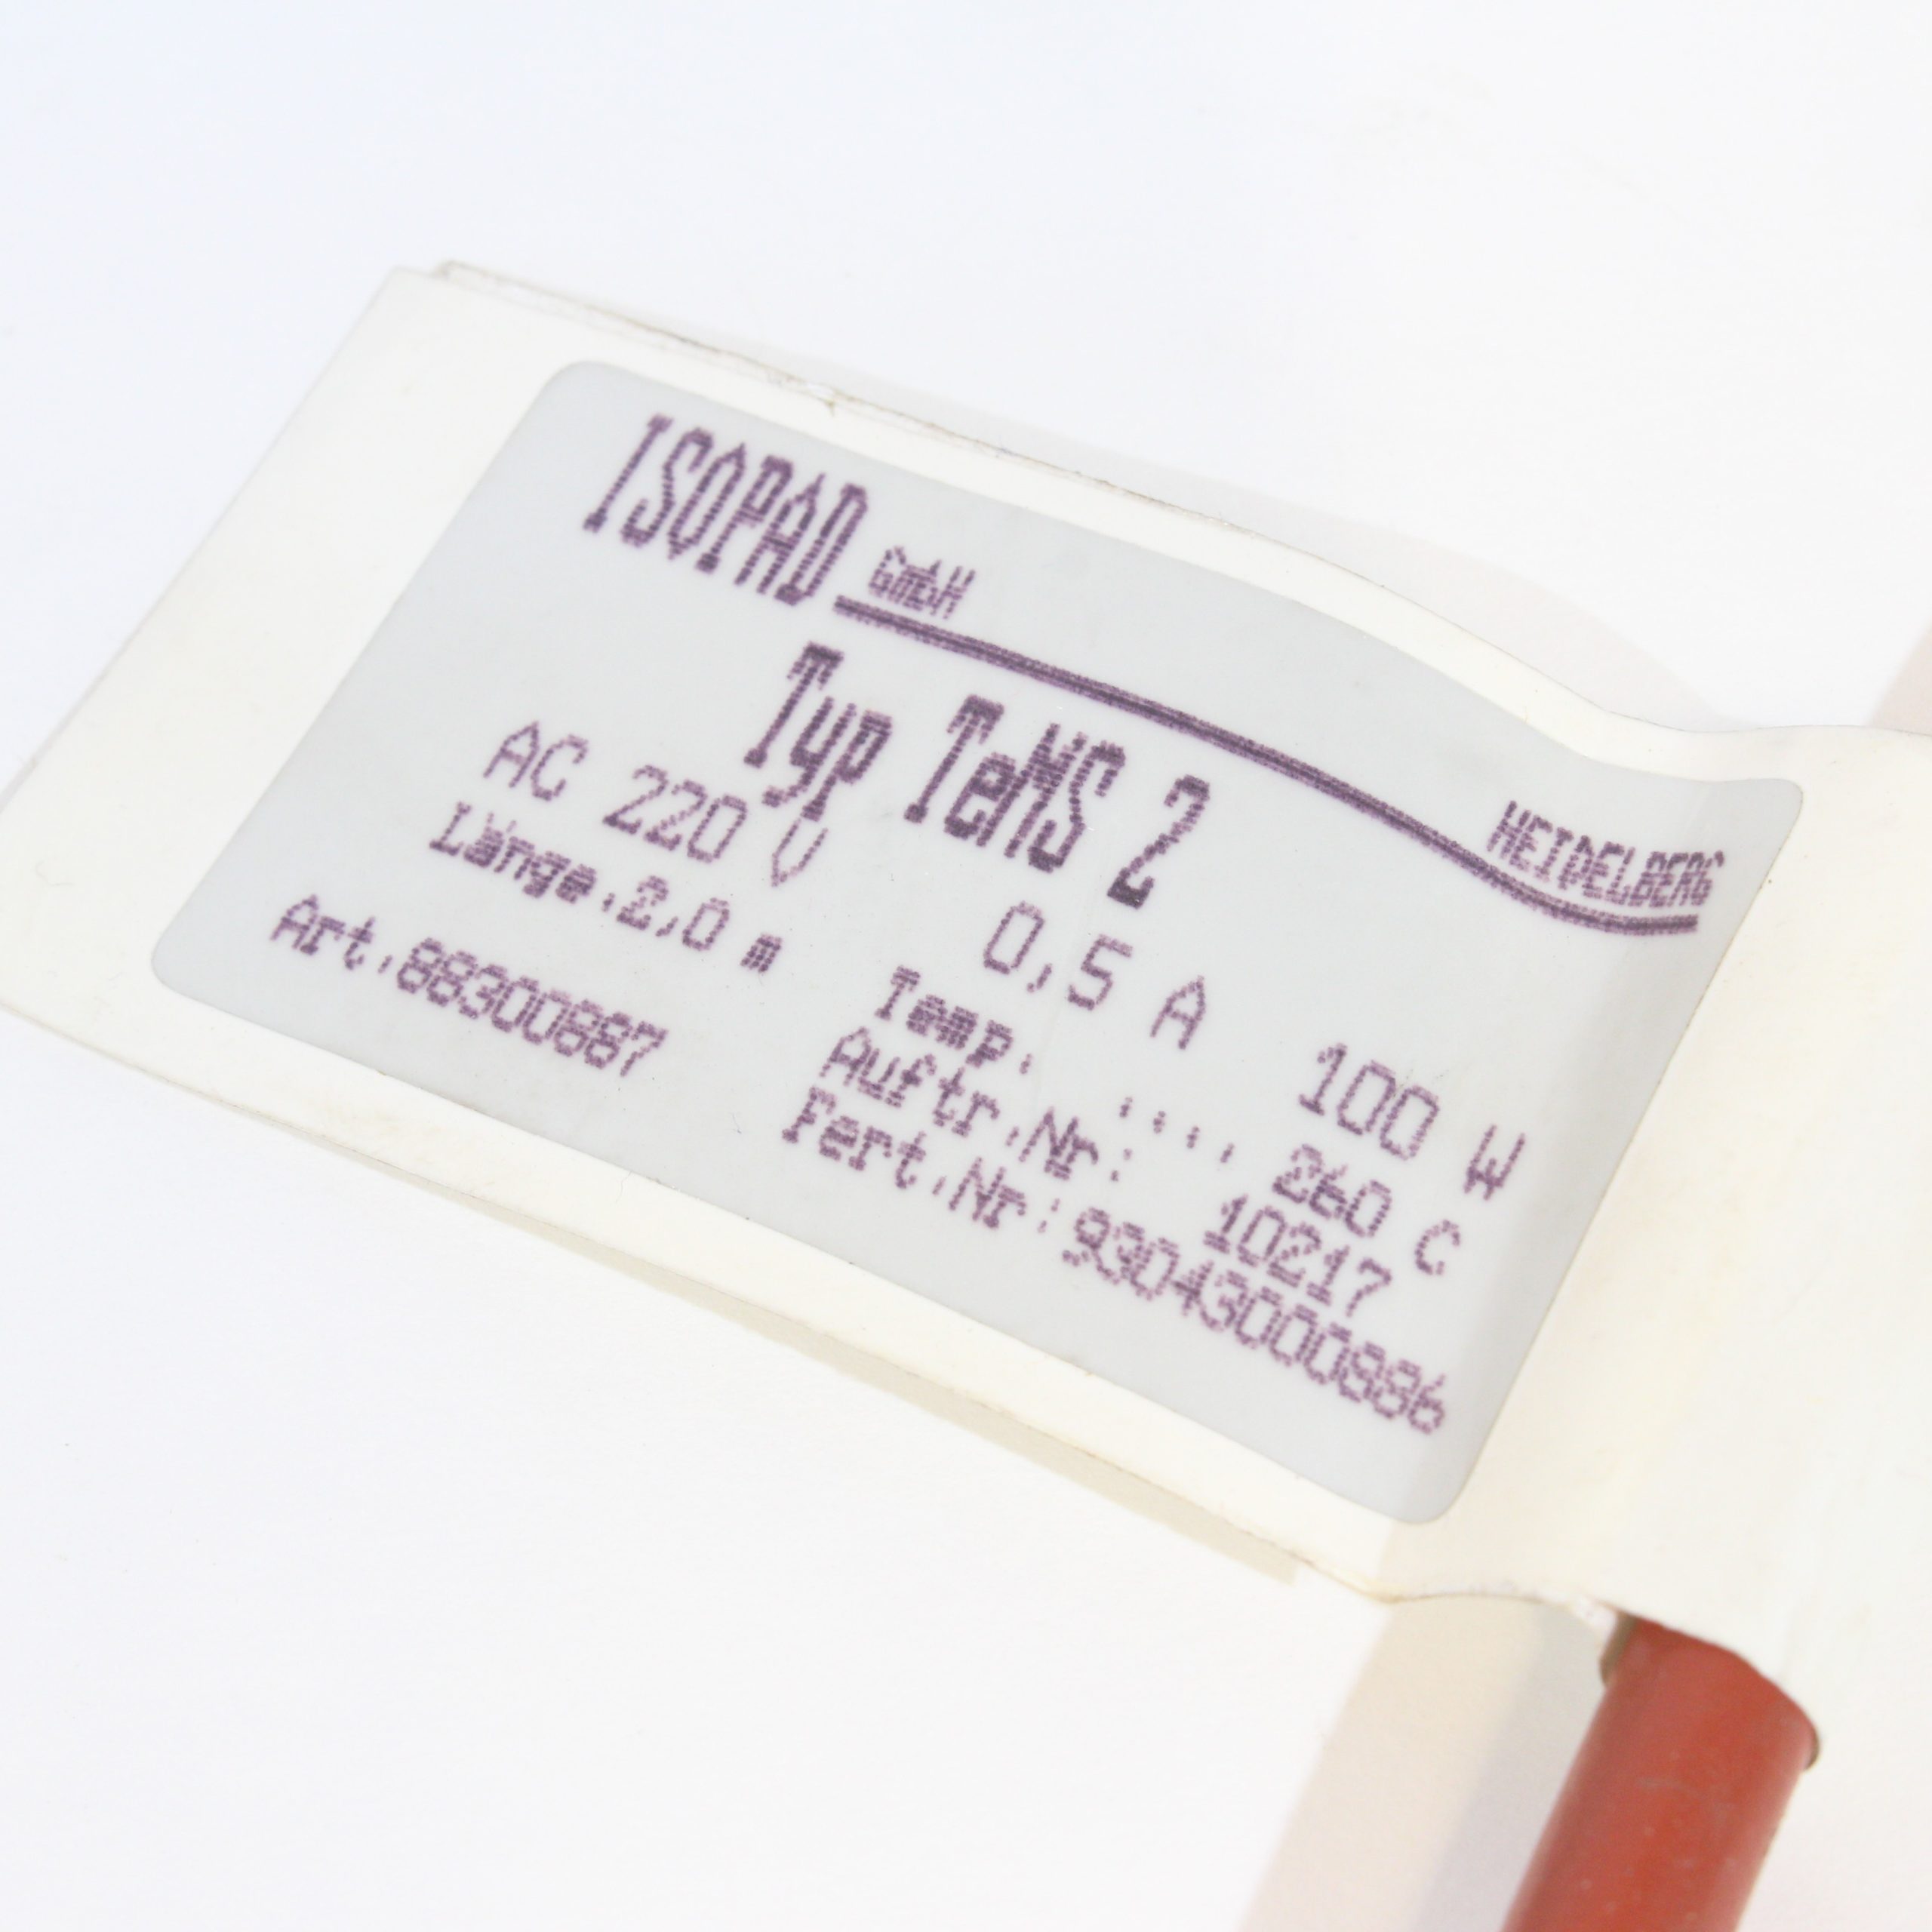 ISOPAD GmbH HEIDELBERG
Typ TeMS 2
AC 220 V 0,5 A 100 W
Länge.2,0 m Temp. .... 260 C
Art.88300887 Auftr.Nr: 10217
Fert.Nr:93043000886